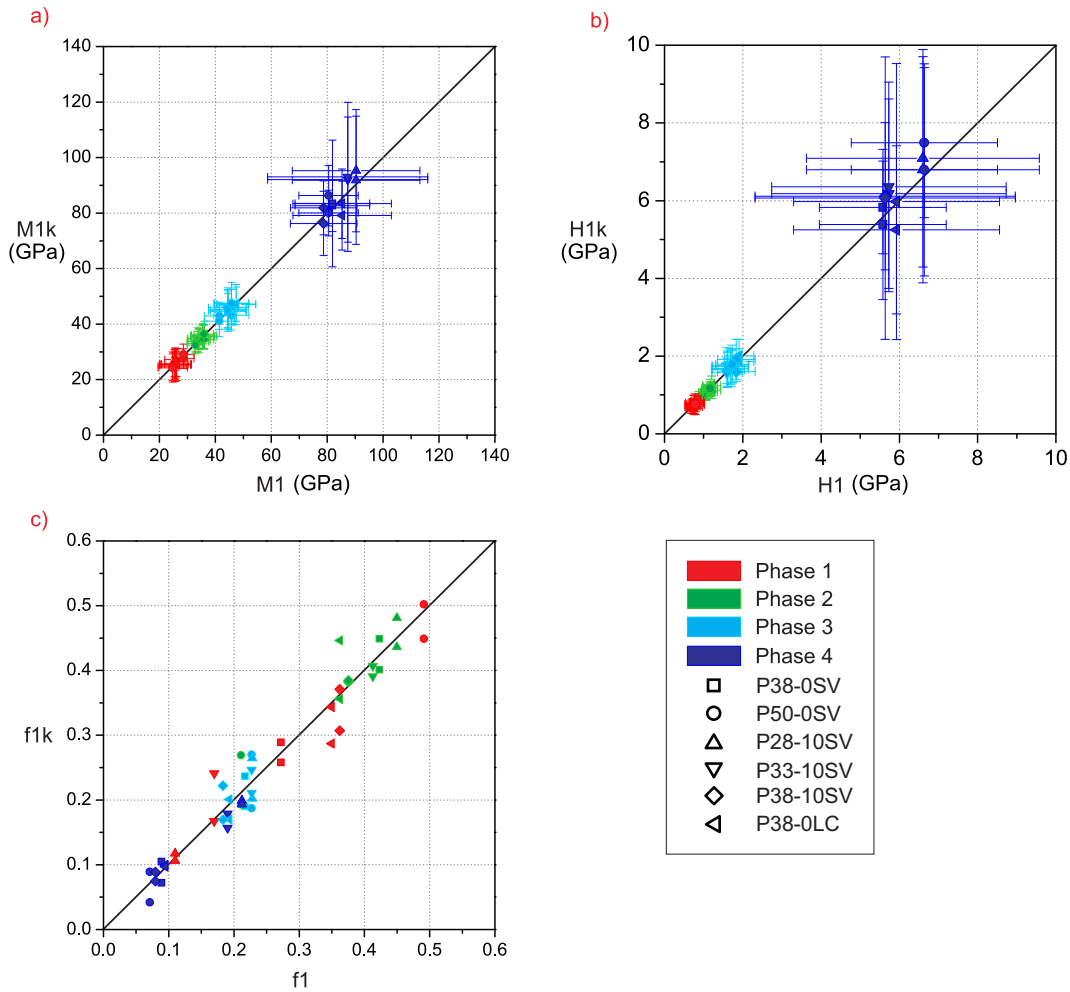 a)
140
120
100
80
60
40
20
0
M1k
(GPa)
0 20 40 60 80 100 120 140
M1 (GPa)
b)
10
8
6
4
2
0
H1k
(GPa)
0 2 4 6 8 10
H1 (GPa)
c)
0.6
0.5
0.4
0.3
0.2
0.1
0.0
f1k
0.0 0.1 0.2 0.3 0.4 0.5 0.6
f1
Phase 1
Phase 2
Phase 3
Phase 4
P38-0SV
P50-0SV
P28-10SV
P33-10SV
P38-10SV
P38-0LC